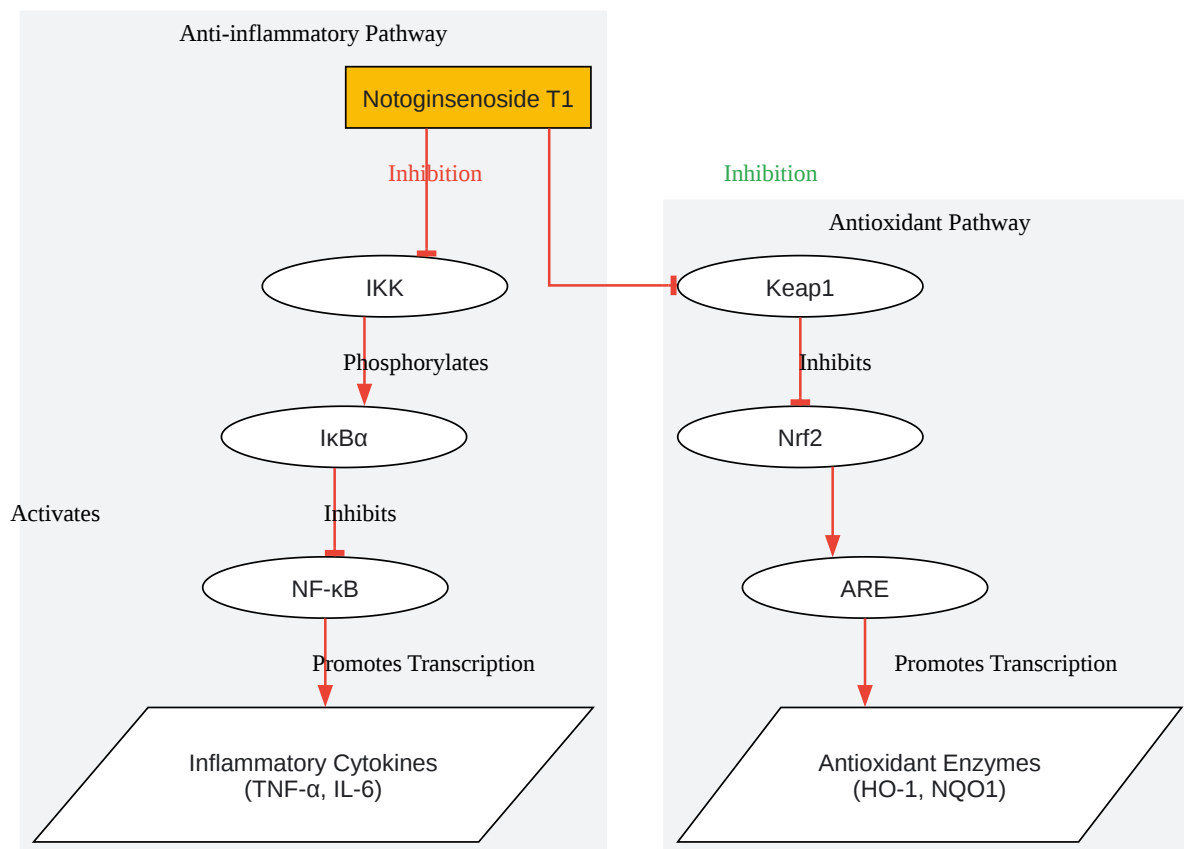 Anti-inflammatory Pathway
Notoginsenoside T1
Inhibition
Inhibition
Antioxidant Pathway
IKK
Keap1
Phosphorylates
Inhibits
IκBα
Nrf2
Activates
Inhibits
NF-κB
ARE
Promotes Transcription
Promotes Transcription
Inflammatory Cytokines
(TNF-α, IL-6)
Antioxidant Enzymes
(HO-1, NQO1)